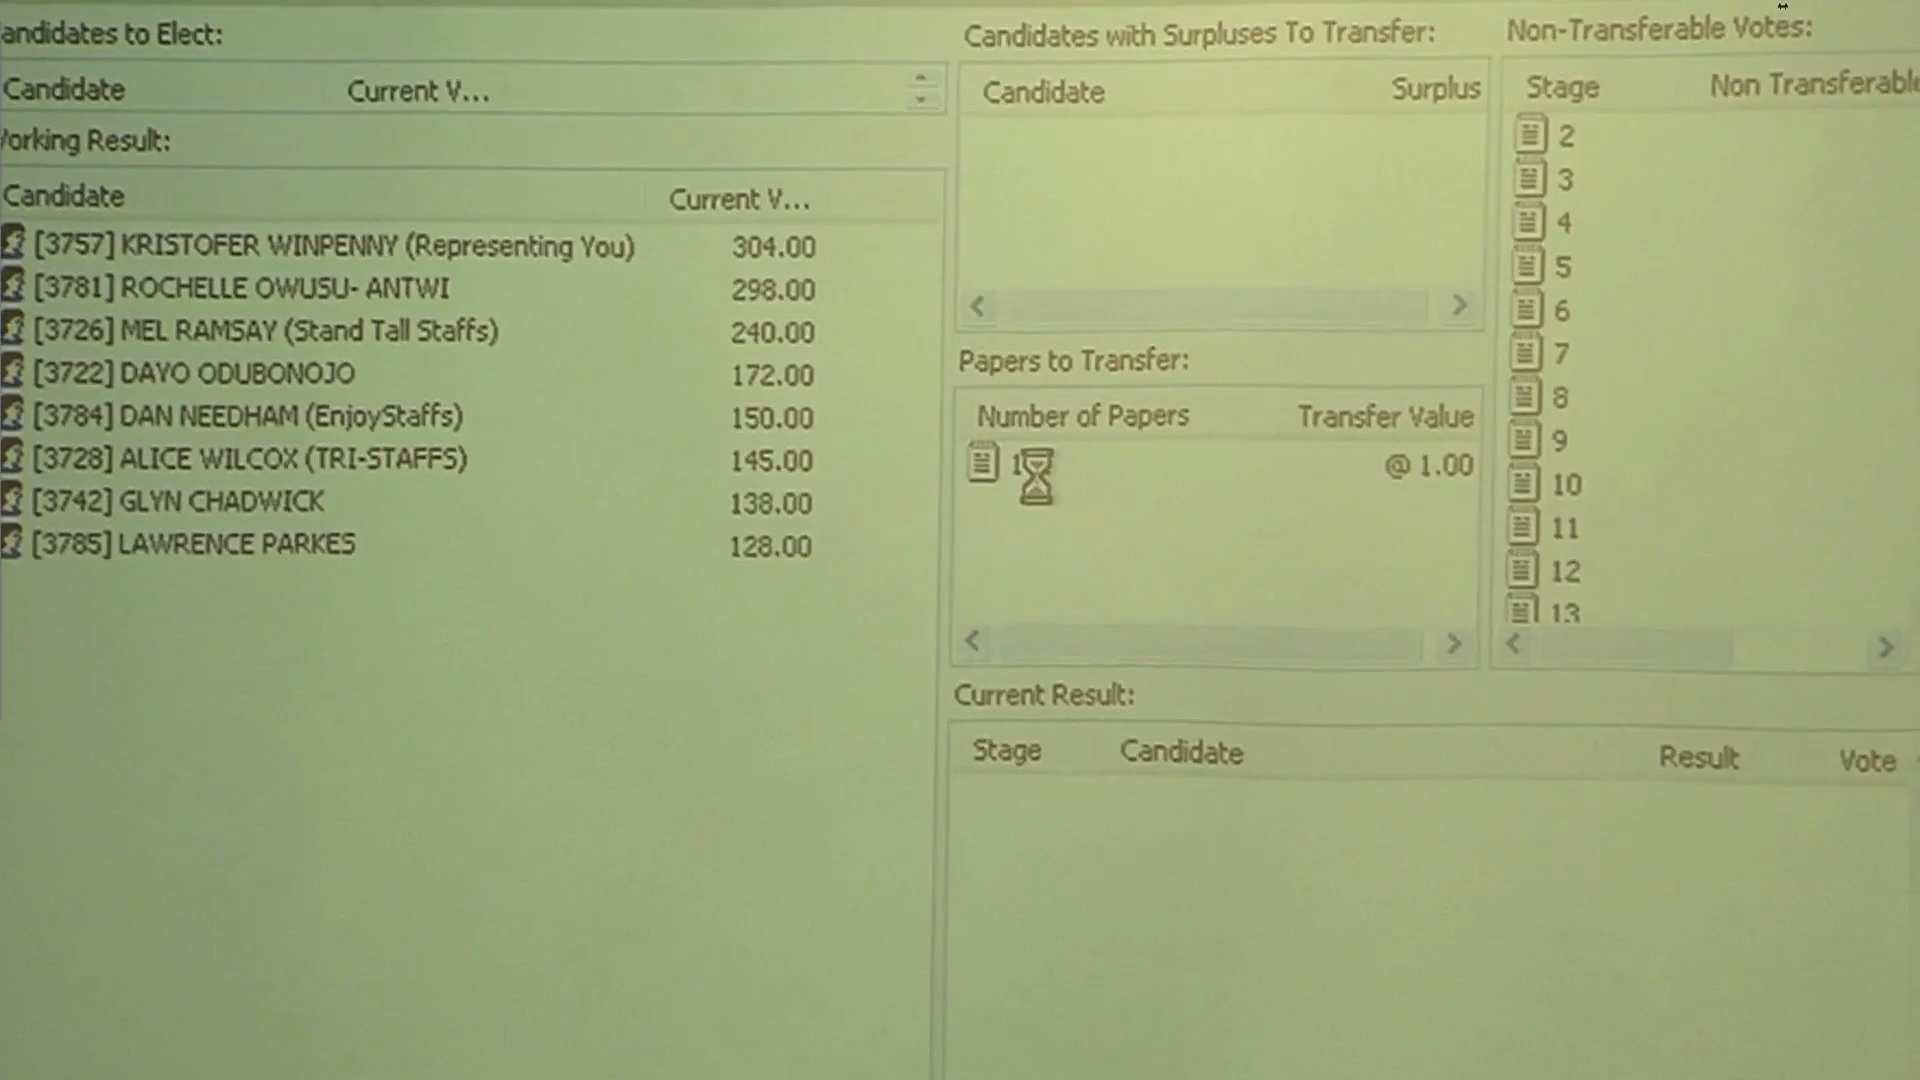 andidates to Elect:
Candidate Current V...
orking Result:
Candidate Current V...
[3757] KRISTOFER WINPENNY (Representing You) 304.00
[3781] ROCHELLE OWUSU- ANTWI 298.00
[3726] MEL RAMSAY (Stand Tall Staffs) 240.00
[3722] DAYO ODUBONOJO 172.00
[3784] DAN NEEDHAM (EnjoyStaffs) 150.00
[3728] ALICE WILCOX (TRI-STAFFS) 145.00
[3742] GLYN CHADWICK 138.00
[3785] LAWRENCE PARKES 128.00
Candidates with Surpluses To Transfer:
Candidate Surplus
Papers to Transfer:
Number of Papers Transfer Value
@ 1.00
Non-Transferable Votes:
Stage Non Transferable
2
3
4
5
6
7
8
9
10
11
12
13
Current Result:
Stage Candidate Result Vote